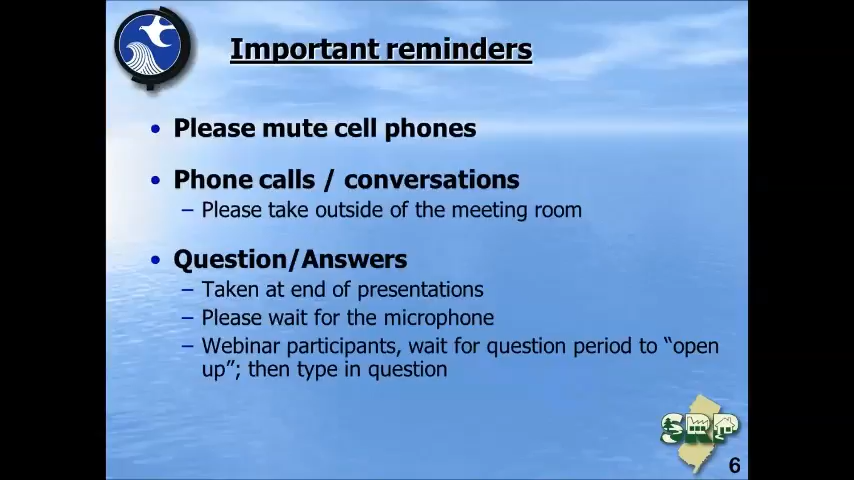 Important reminders
• Please mute cell phones
• Phone calls / conversations
– Please take outside of the meeting room
• Question/Answers
– Taken at end of presentations
– Please wait for the microphone
– Webinar participants, wait for question period to “open
up”; then type in question
SRP
6